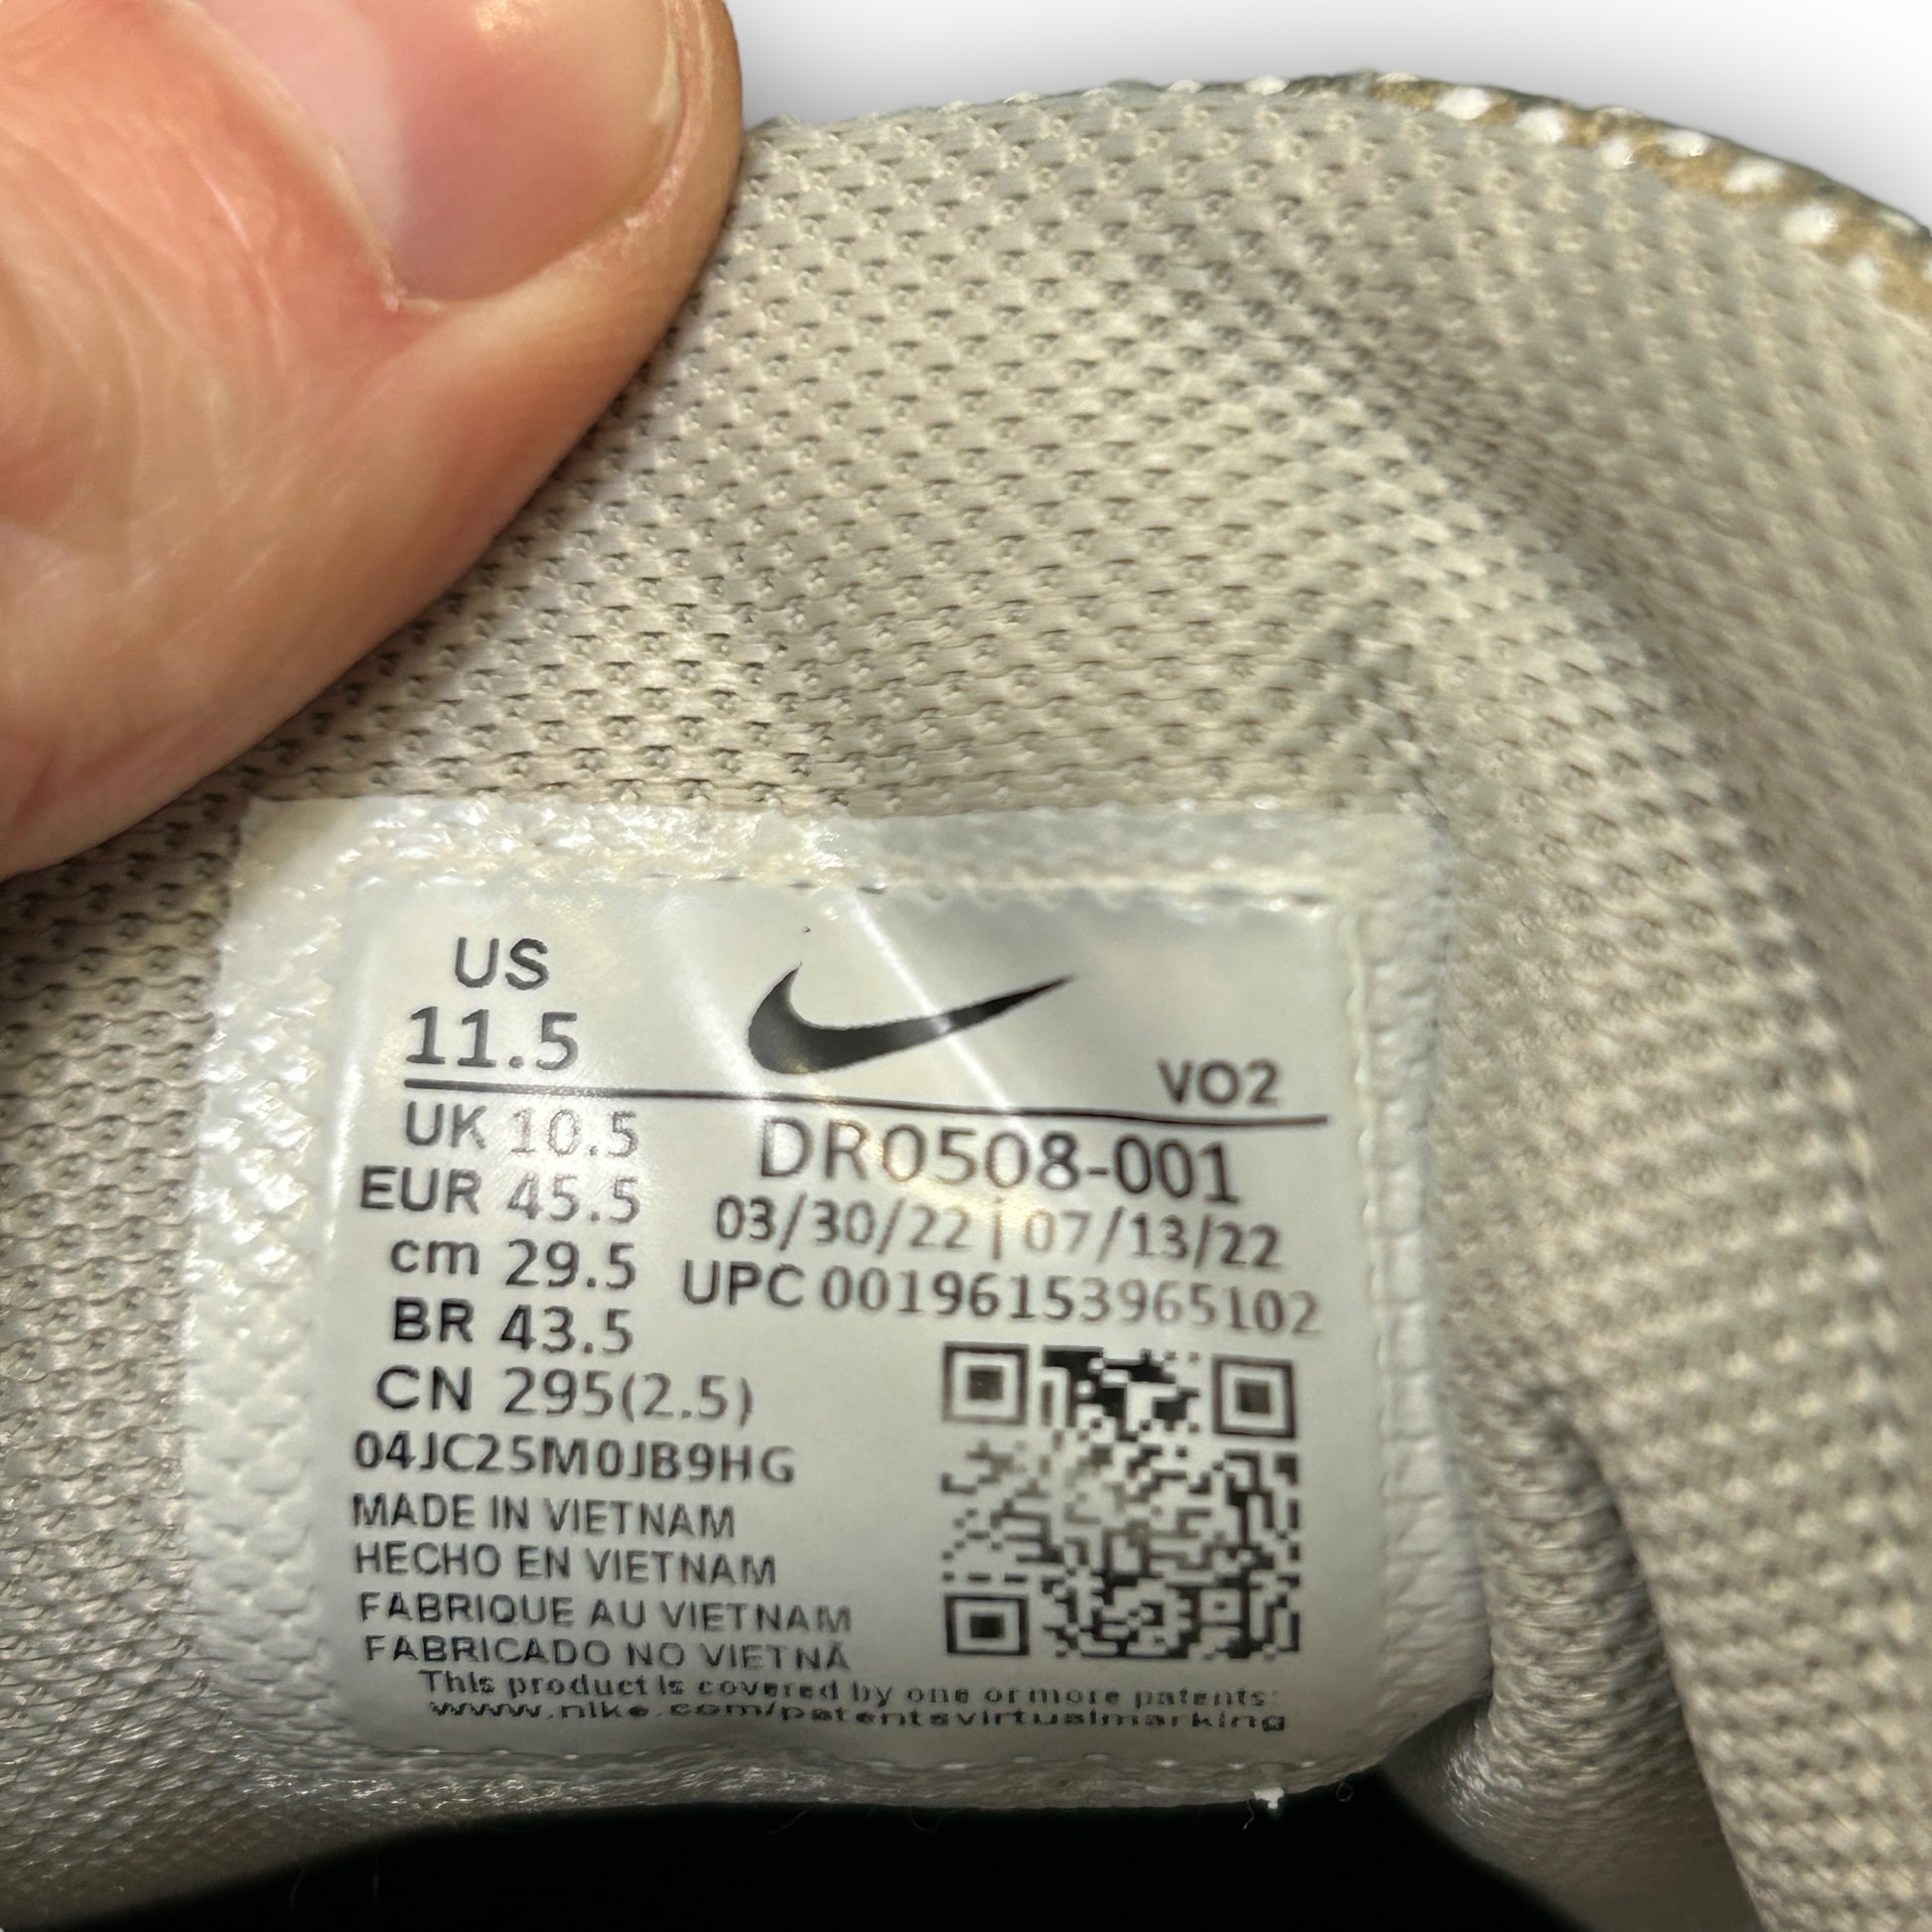 US
11.5
VO2
UK 10.5
DR0508-001
EUR 45.5
03/30/22 | 07/13/22
cm 29.5
UPC 00196153965102
BR 43.5
CN 295(2.5)
04JC25M0JB9HG
MADE IN VIETNAM
HECHO EN VIETNAM
FABRIQUE AU VIETNAM
FABRICADO NO VIETNÃ
This product is covered by one or more patents:
www.nike.com/patentsvirtualmarking